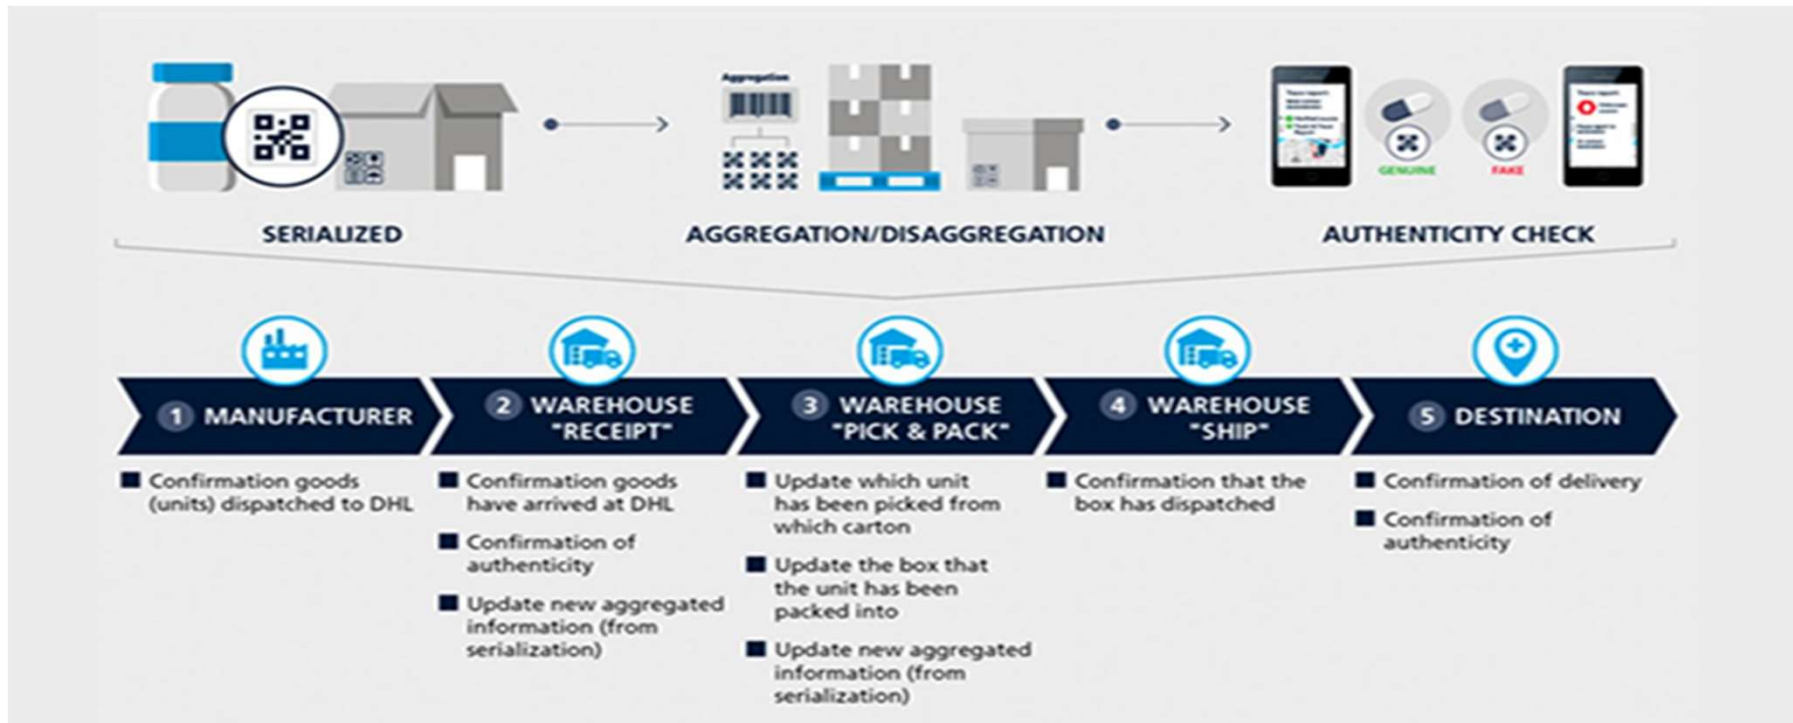 Aggregation
GENUINE
FAKE
SERIALIZED
AGGREGATION/DISAGGREGATION
AUTHENTICITY CHECK
1 MANUFACTURER
2 WAREHOUSE
"RECEIPT"
3 WAREHOUSE
"PICK & PACK"
4 WAREHOUSE
"SHIP"
5 DESTINATION
Confirmation goods
(units) dispatched to DHL
Confirmation goods
have arrived at DHL
Confirmation of
authenticity
Update new aggregated
information (from
serialization)
Update which unit
has been picked from
which carton
Update the box that
the unit has been
packed into
Update new aggregated
information (from
serialization)
Confirmation that the
box has dispatched
Confirmation of delivery
Confirmation of
authenticity